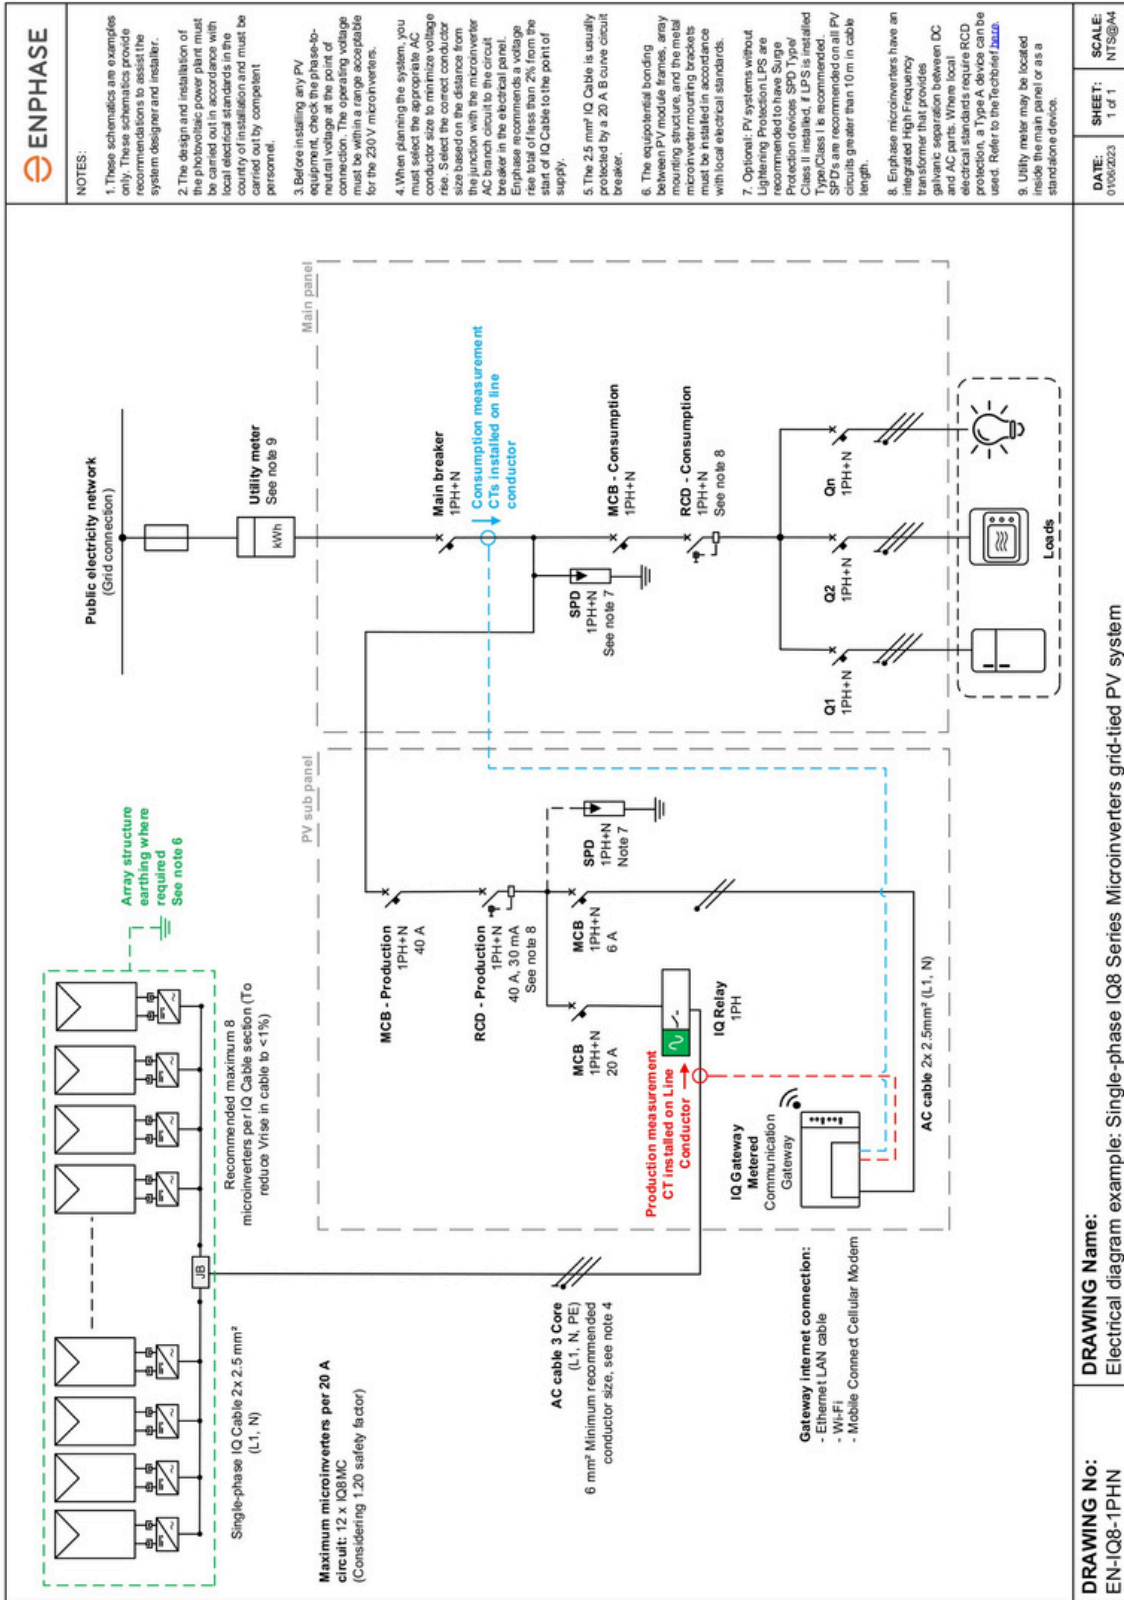 ENPHASE
NOTES:
1. These schematics are examples
only. These schematics provide
recommendations to assist the
system designer and installer.
2. The design and installation of
the photovoltaic power plant must
be carried out in accordance with
local electrical standards in the
country of installation and must be
carried out by competent
personnel.
3. Before installing any PV
equipment, check the phase-to-
neutral voltage at the point of
connection. The operating voltage
must be within a range acceptable
for the 230 V microinverters.
4. When planning the system, you
must select the appropriate AC
conductor size to minimize voltage
rise. Select the correct conductor
size based on the distance from
the junction with the microinverter
AC branch circuit to the circuit
breaker in the electrical panel.
Enphase recommends a voltage
rise total of less than 2% from the
start of IQ Cable to the point of
supply.
5. The 2.5 mm² IQ Cable is usually
protected by a 20 A B curve circuit
breaker.
6. The equipotential bonding
between PV module frames, array
mounting structure, and the metal
microinverter mounting brackets
must be installed in accordance
with local electrical standards.
7. Optional: PV systems without
Lightening Protection LPS are
recommended to have Surge
Protection devices SPD Type/
Class II installed, if LPS is installed
Type/Class I is recommended.
SPD's are recommended on all PV
circuits greater than 10 m in cable
length.
8. Enphase microinverters have an
integrated High Frequency
transformer that provides
galvanic separation between DC
and AC parts. Where local
electrical standards require RCD
protection, a Type A device can be
used. Refer to the Techbrief here.
9. Utility meter may be located
inside the main panel or as a
standalone device.
Array structure
earthing where
required
See note 6
Recommended maximum 8
microinverters per IQ Cable section (To
reduce Vrise in cable to <1%)
JB
Single-phase IQ Cable 2x 2.5 mm²
(L1, N)
Maximum microinverters per 20 A
circuit: 12 x IQ8MC
(Considering 1.20 safety factor)
AC cable 3 Core
(L1, N, PE)
6 mm² Minimum recommended
conductor size, see note 4
Public electricity network
(Grid connection)
Utility meter
See note 9
kWh
Main panel
Main breaker
1PH+N
Consumption measurement
CTs installed on line
conductor
SPD
1PH+N
See note 7
MCB - Consumption
1PH+N
RCD - Consumption
1PH+N
See note 8
Q1
1PH+N
Q2
1PH+N
Qn
1PH+N
Loads
PV sub panel
MCB - Production
1PH+N
40 A
RCD - Production
1PH+N
40 A, 30 mA
See note 8
SPD
1PH+N
Note 7
MCB
1PH+N
6 A
MCB
1PH+N
20 A
IQ Relay
1PH
Production measurement
CT installed on Line
Conductor
IQ Gateway
Metered
Communication
Gateway
AC cable 2x 2.5mm² (L1, N)
Gateway internet connection:
- Ethernet LAN cable
- Wi-Fi
- Mobile Connect Cellular Modem
DRAWING No:
EN-IQ8-1PHN
DRAWING Name:
Electrical diagram example: Single-phase IQ8 Series Microinverters grid-tied PV system
DATE:
01/06/2023
SHEET:
1 of 1
SCALE:
NTS@A4